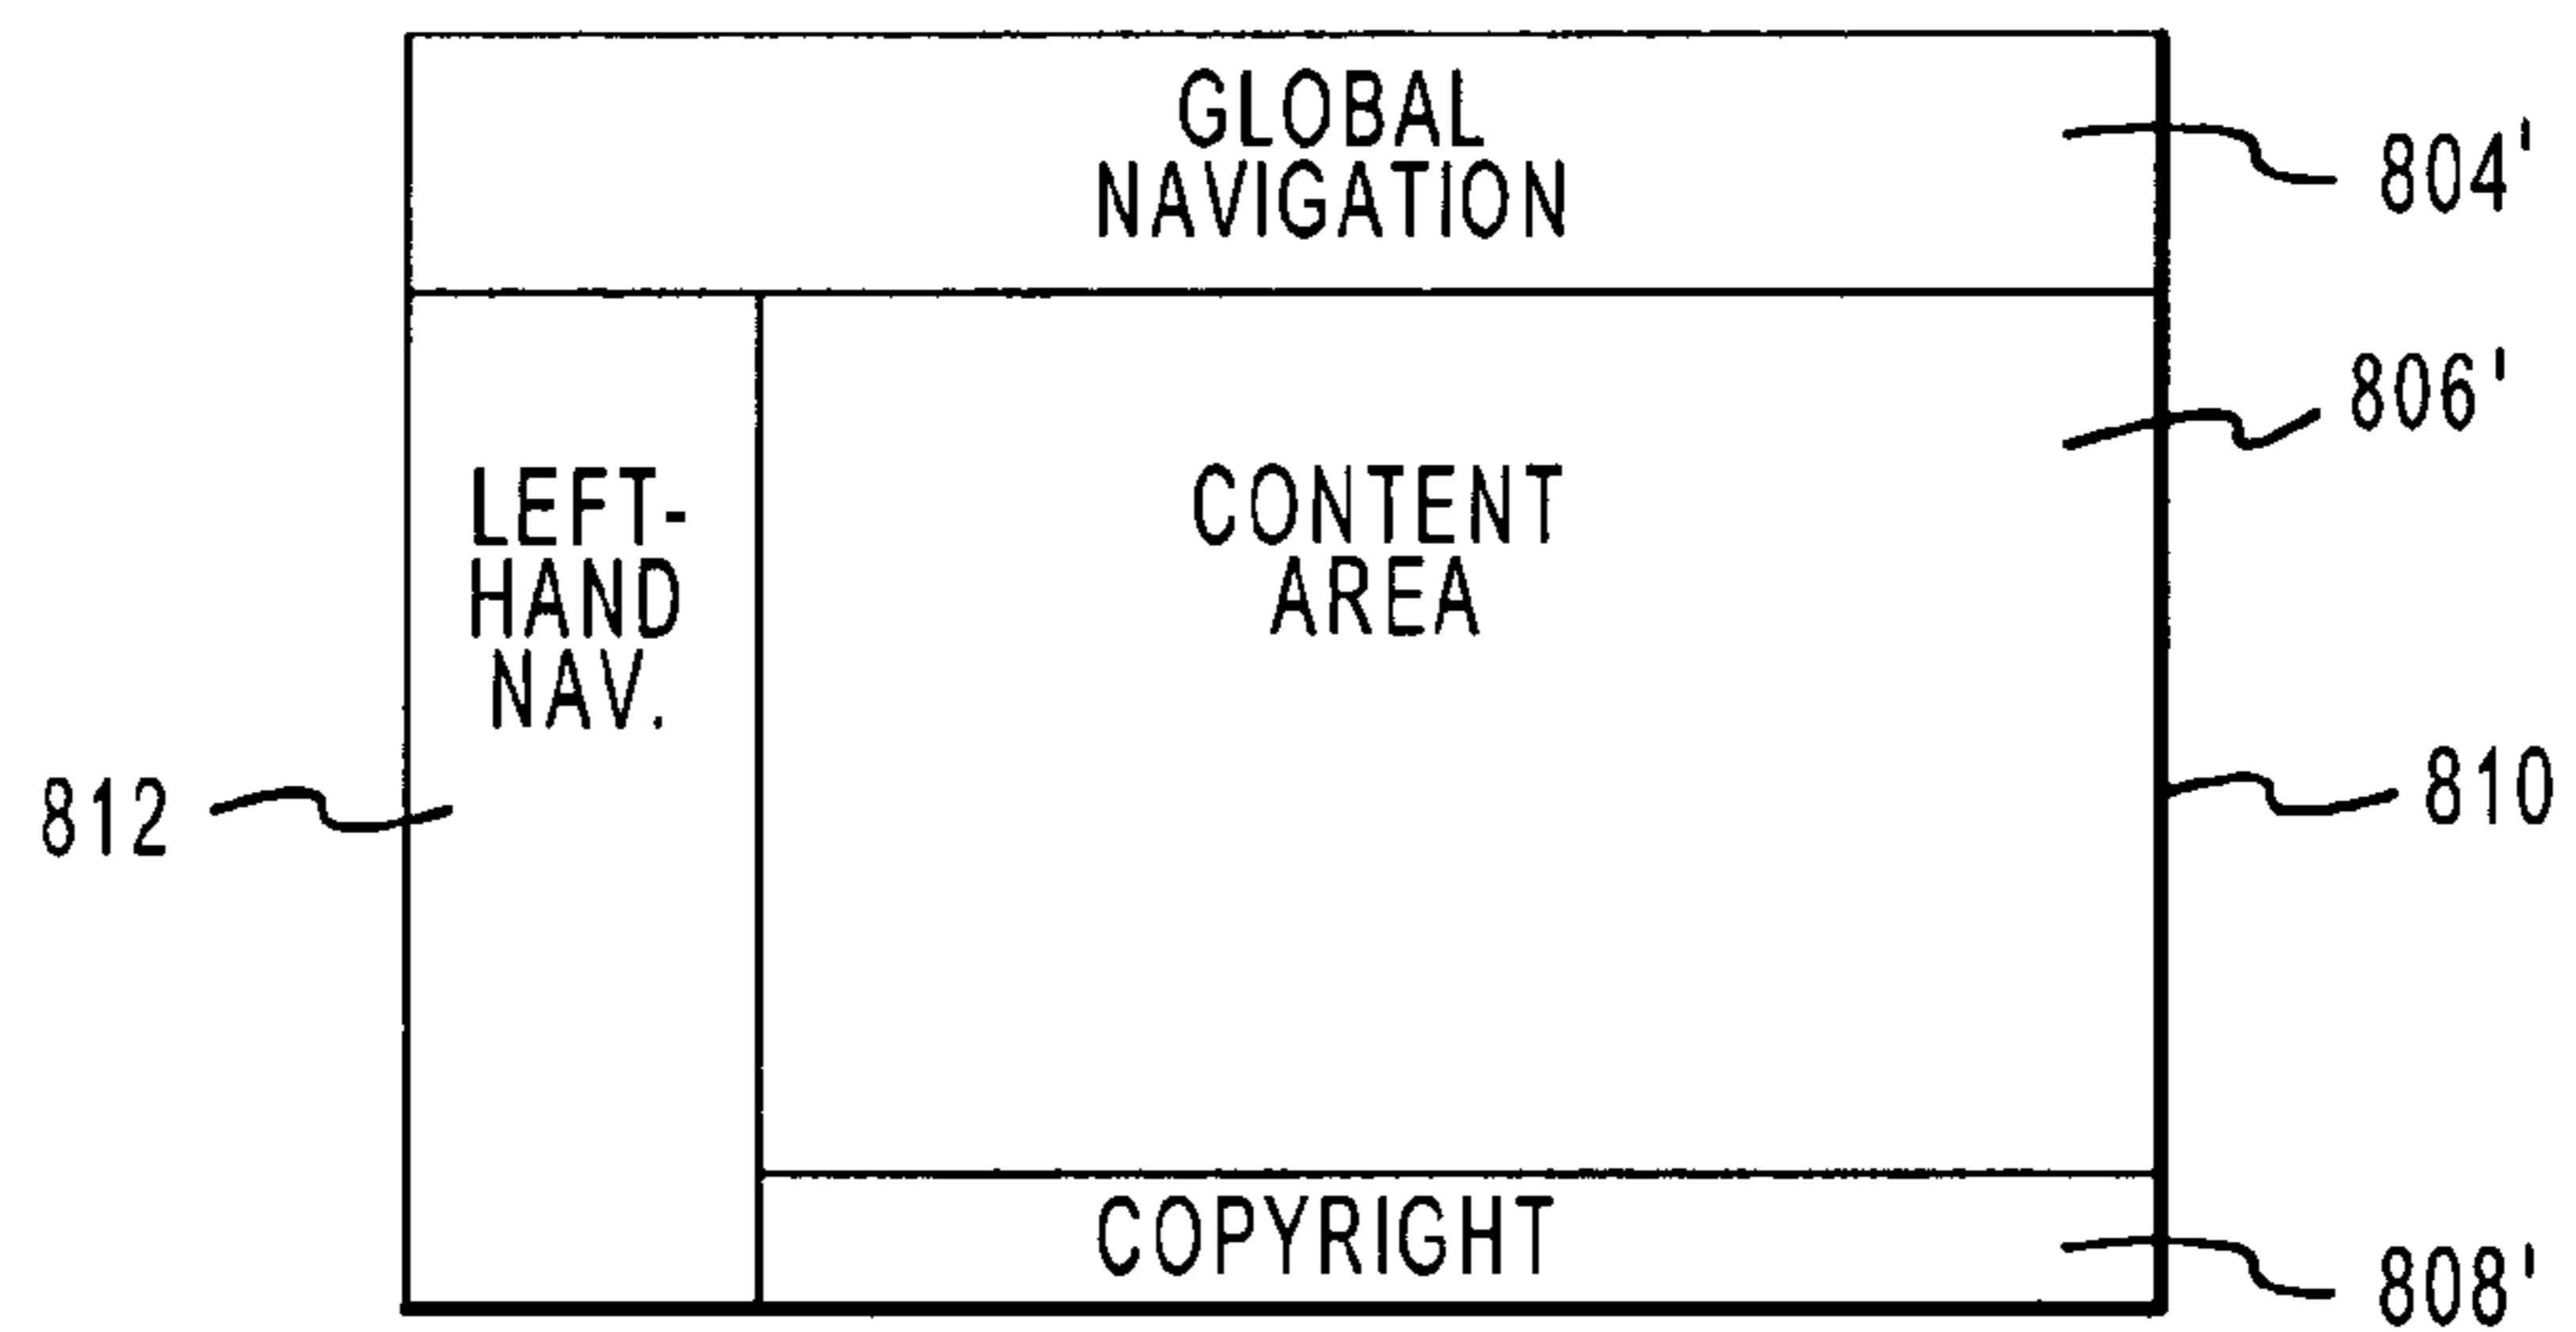 GLOBAL
NAVIGATION
804'
806'
LEFT-
HAND
NAV.
CONTENT
AREA
812
810
COPYRIGHT
808'